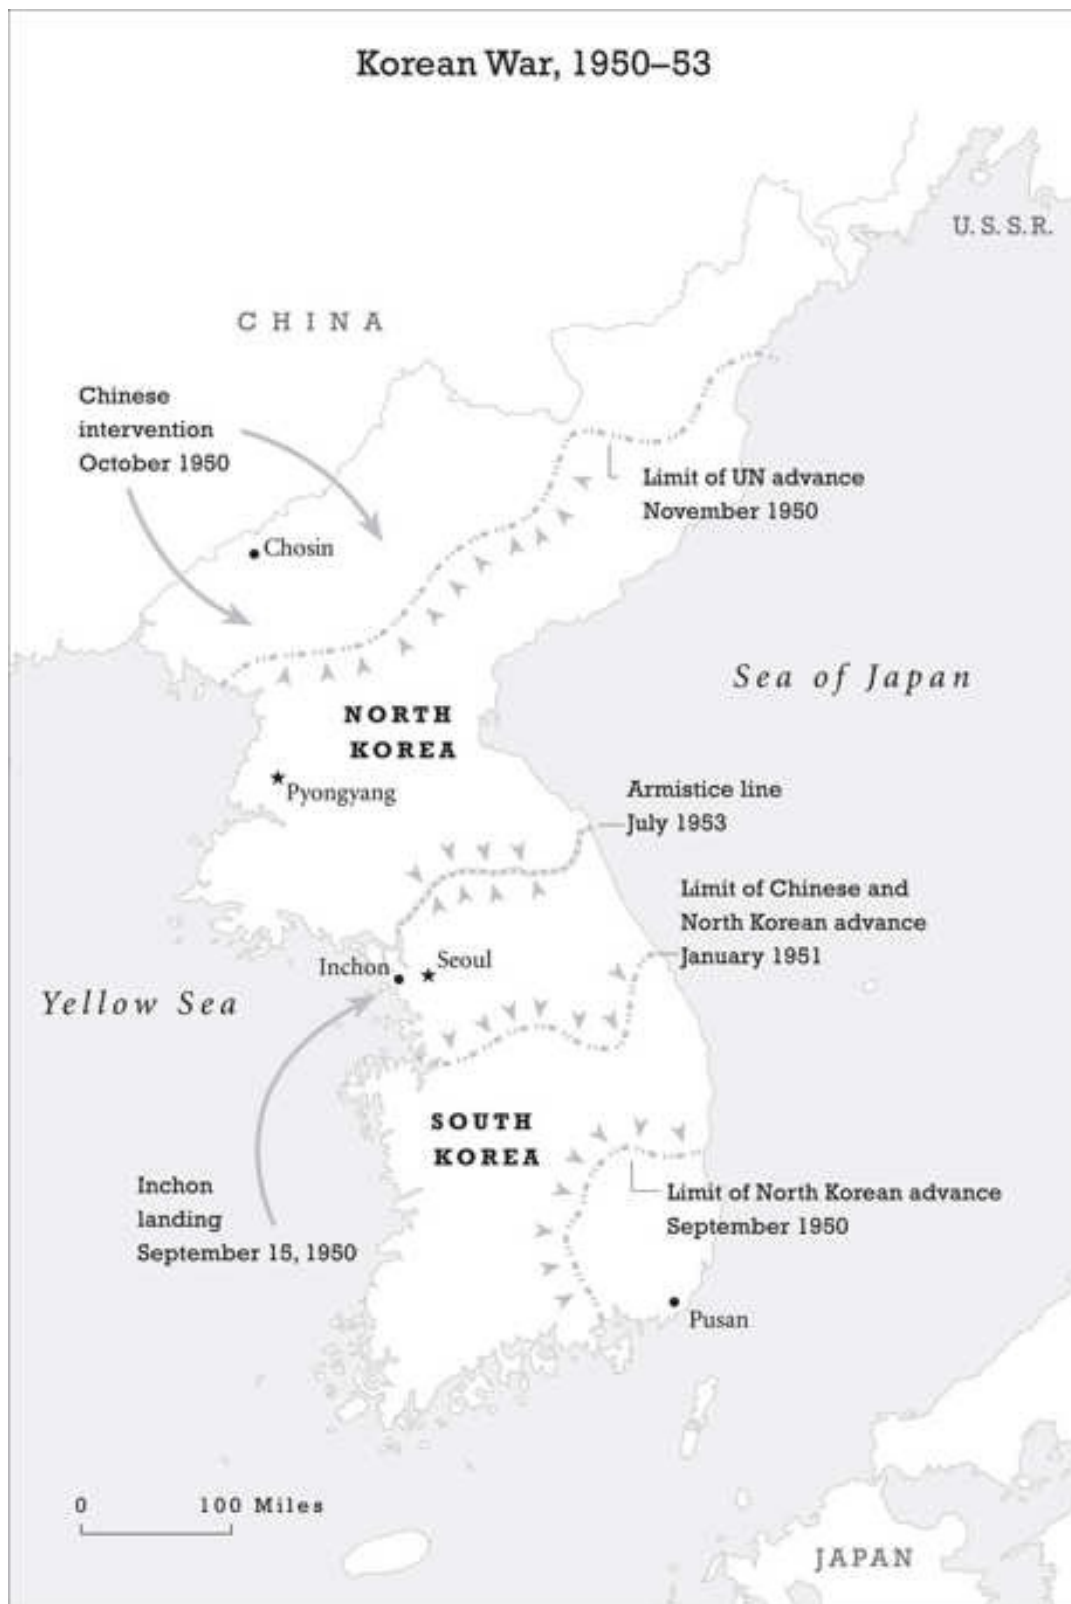 Korean War, 1950–53
U.S.S.R.
CHINA
Chinese
intervention
October 1950
Limit of UN advance
November 1950
Chosin
Sea of Japan
NORTH
KOREA
Pyongyang
Armistice line
July 1953
Limit of Chinese and
North Korean advance
January 1951
Inchon
Seoul
Yellow Sea
SOUTH
KOREA
Inchon
landing
September 15, 1950
Limit of North Korean advance
September 1950
Pusan
0 100 Miles
JAPAN